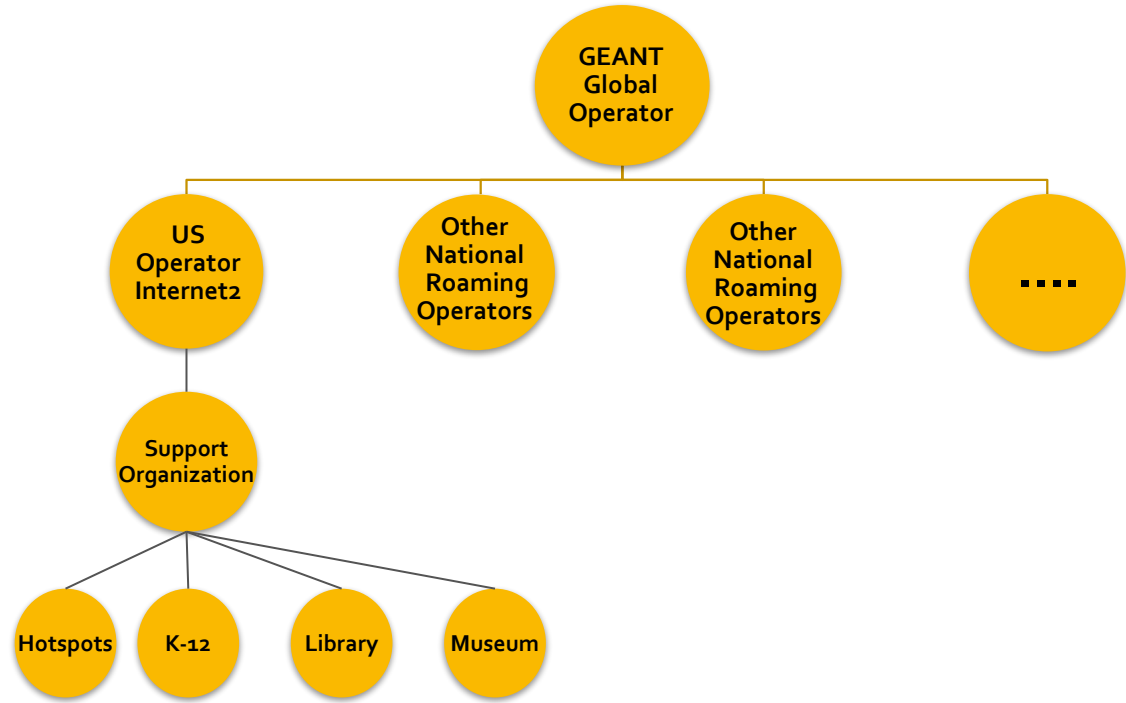 GEANT
Global
Operator
US
Operator
Internet2
Other
National
Roaming
Operators
Other
National
Roaming
Operators
....
Support
Organization
Hotspots
K-12
Library
Museum